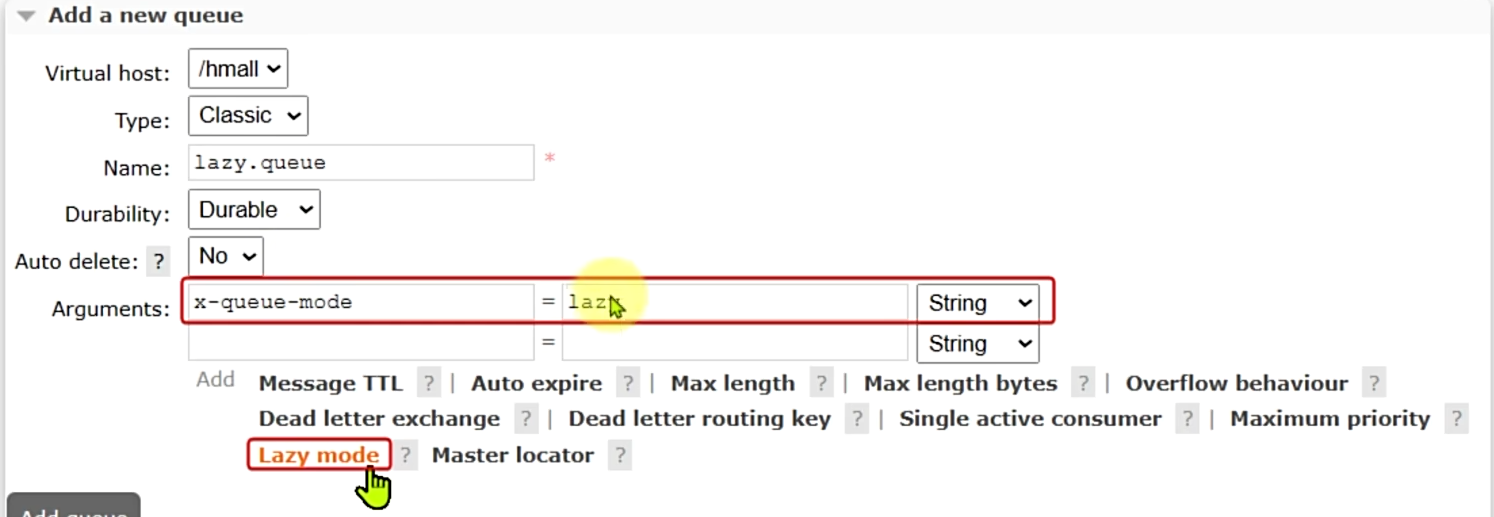 Add a new queue
Virtual host: /hmall
Type: Classic
Name: lazy.queue *
Durability: Durable
Auto delete: ? No
Arguments: x-queue-mode = lazy String
= String
Add Message TTL ? | Auto expire ? | Max length ? | Max length bytes ? | Overflow behaviour ?
Dead letter exchange ? | Dead letter routing key ? | Single active consumer ? | Maximum priority ?
Lazy mode ? Master locator ?
Add queue